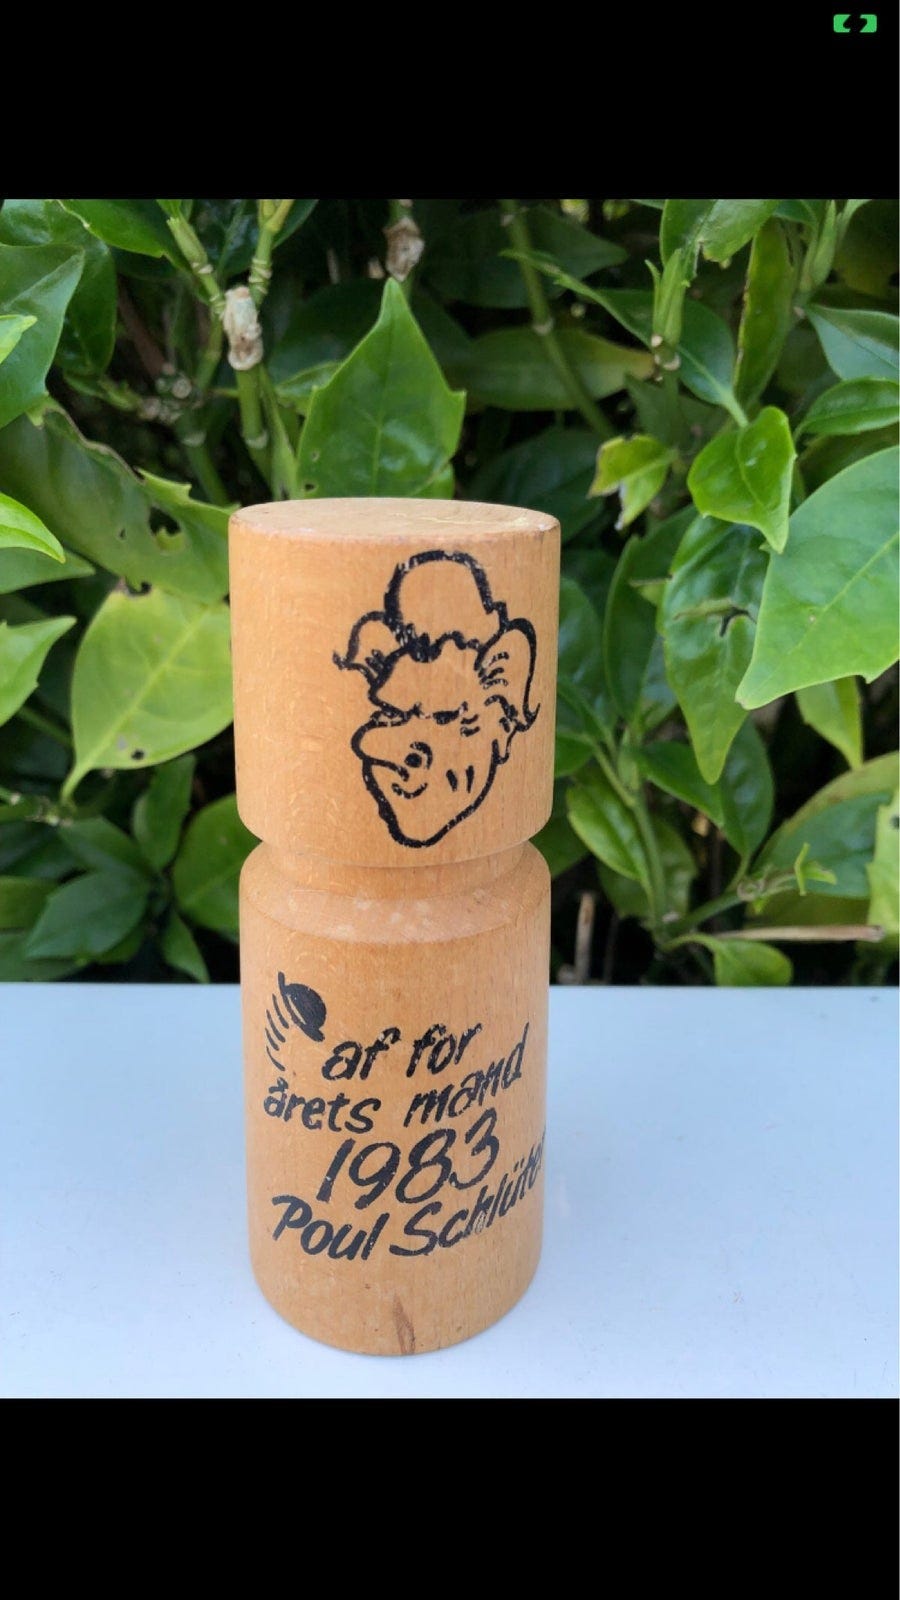 af for
årets mand
1983
Poul Schlüter